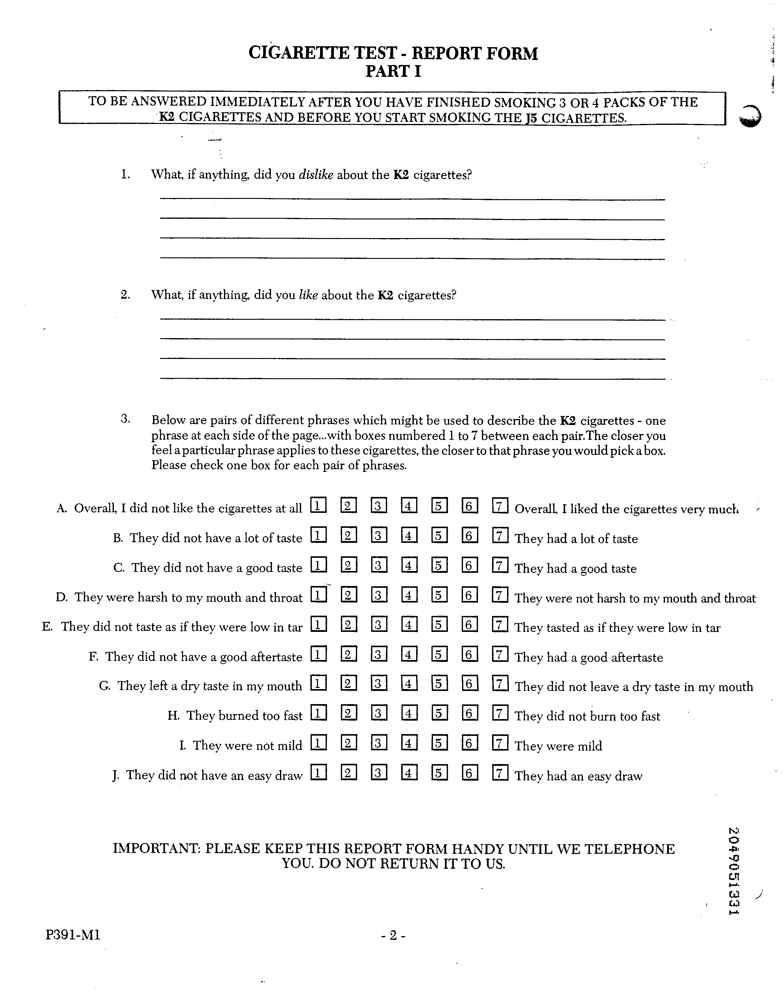 CIGARETTE TEST - REPORT FORM
PART I
TO BE ANSWERED IMMEDIATELY AFTER YOU HAVE FINISHED SMOKING 3 OR 4 PACKS OF THE
K2 CIGARETTES AND BEFORE YOU START SMOKING THE J5 CIGARETTES.
1. What, if anything, did you dislike about the K2 cigarettes?
2. What, if anything, did you like about the K2 cigarettes?
3. Below are pairs of different phrases which might be used to describe the K2 cigarettes - one
phrase at each side of the page...with boxes numbered 1 to 7 between each pair. The closer you
feel a particular phrase applies to these cigarettes, the closer to that phrase you would pick a box.
Please check one box for each pair of phrases.
A. Overall, I did not like the cigarettes at all 1 2 3 4 5 6 7 Overall, I liked the cigarettes very much
B. They did not have a lot of taste 1 2 3 4 5 6 7 They had a lot of taste
C. They did not have a good taste 1 2 3 4 5 6 7 They had a good taste
D. They were harsh to my mouth and throat 1 2 3 4 5 6 7 They were not harsh to my mouth and throat
E. They did not taste as if they were low in tar 1 2 3 4 5 6 7 They tasted as if they were low in tar
F. They did not have a good aftertaste 1 2 3 4 5 6 7 They had a good aftertaste
G. They left a dry taste in my mouth 1 2 3 4 5 6 7 They did not leave a dry taste in my mouth
H. They burned too fast 1 2 3 4 5 6 7 They did not burn too fast
I. They were not mild 1 2 3 4 5 6 7 They were mild
J. They did not have an easy draw 1 2 3 4 5 6 7 They had an easy draw
IMPORTANT: PLEASE KEEP THIS REPORT FORM HANDY UNTIL WE TELEPHONE
YOU. DO NOT RETURN IT TO US.
2049051331
P391-M1 - 2 -